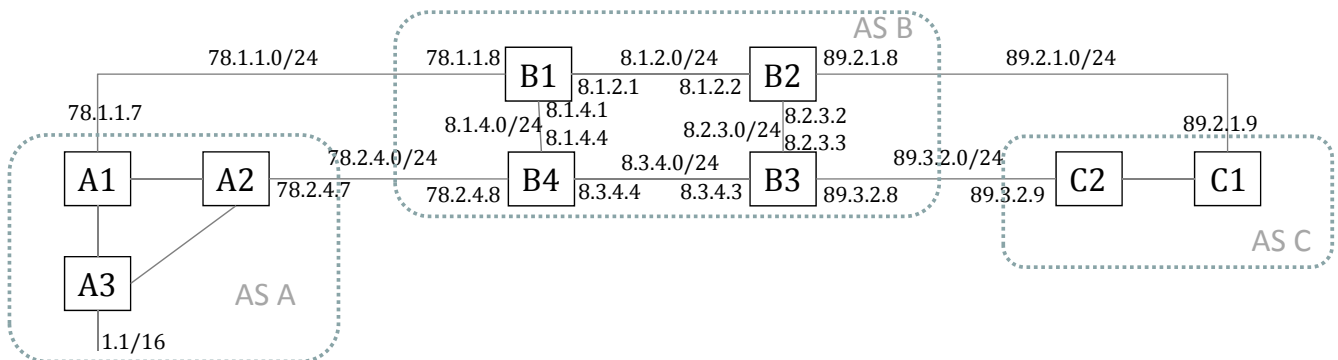 AS B
78.1.1.0/24 78.1.1.8 B1 8.1.2.0/24 B2 89.2.1.8 89.2.1.0/24
8.1.2.1 8.1.2.2
78.1.1.7 8.1.4.1 8.2.3.2
8.1.4.0/24 8.2.3.0/24 89.2.1.9
8.1.4.4 8.2.3.3
78.2.4.0/24 8.3.4.0/24 89.3.2.0/24
A1 A2 B4 B3 C2 C1
78.2.4.7 78.2.4.8 8.3.4.4 8.3.4.3 89.3.2.8 89.3.2.9
AS C
A3 AS A
1.1/16